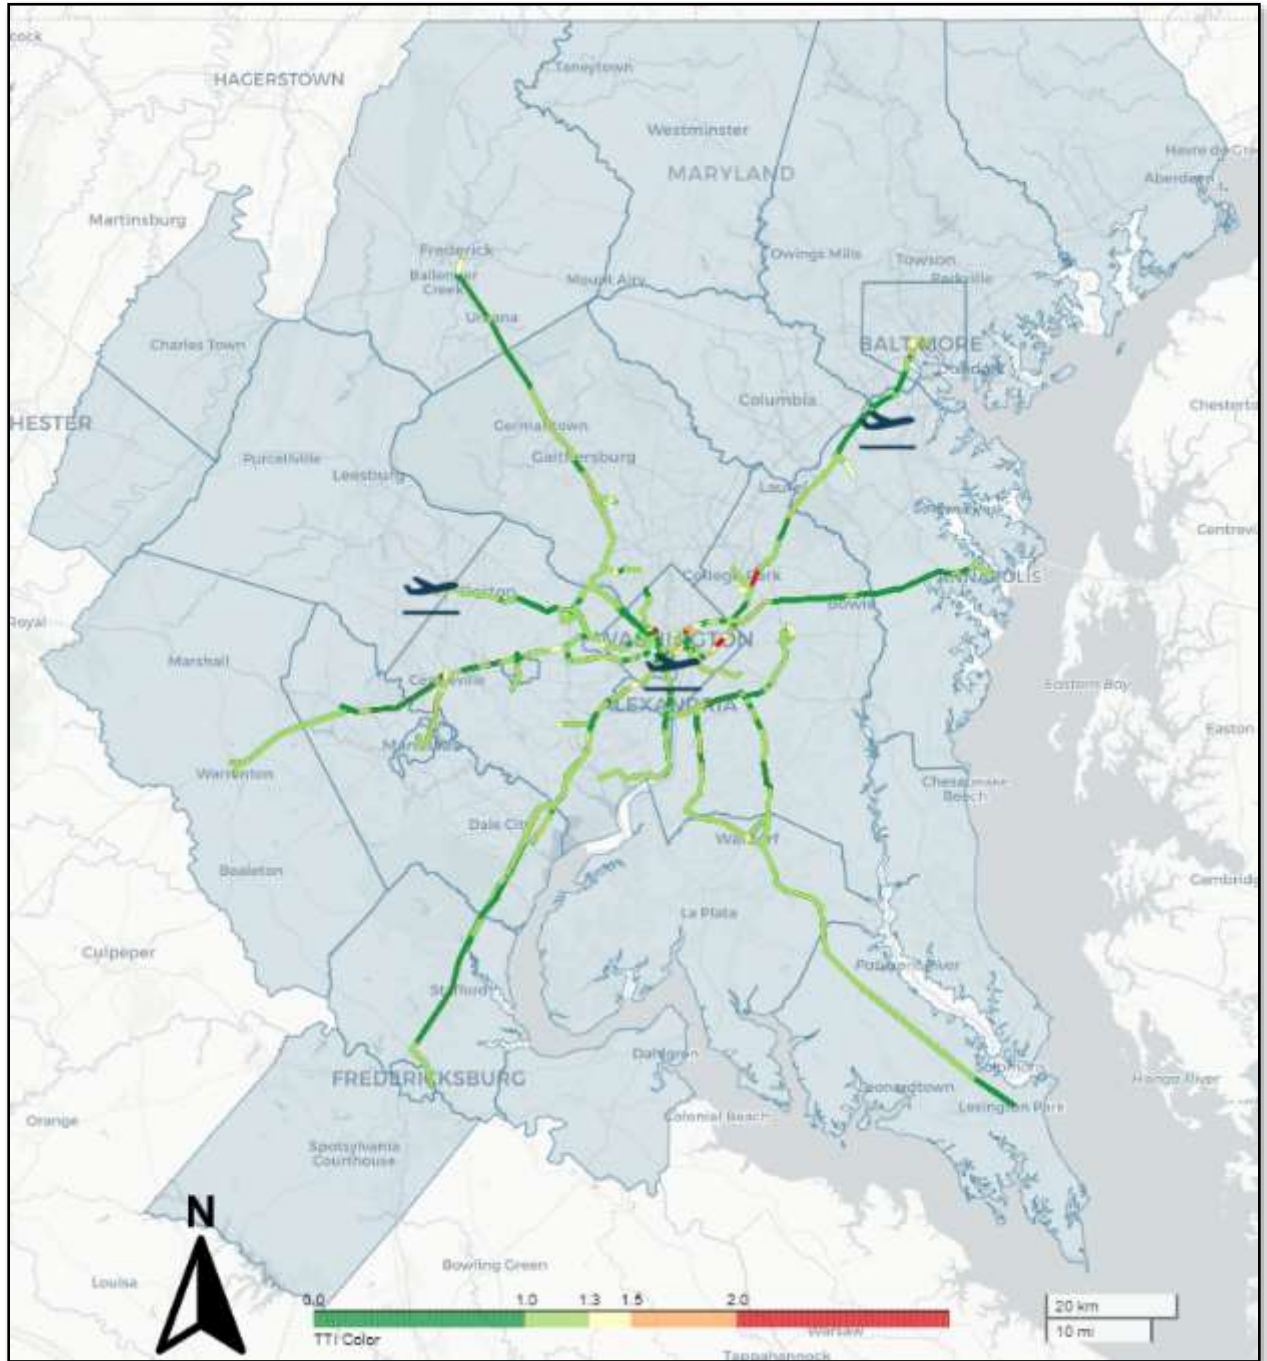 Taneytown
HAGERSTOWN
Westminster
MARYLAND
Havre de Gra
Aberdeen
Martinsburg
Frederick
Owings Mills
Towson
Parkville
Ballenger
Creek
Mount Airy
Urbana
Charles Town
BALTIMORE
Dundalk
Columbia
Chesterto
HESTER
Germantown
Purcellville
Gaithersburg
Leesburg
Laurel
Centrevi
College Park
ANNAPOLIS
Reston
Bowie
Royal
WASHINGTON
Marshall
Centreville
Eastern Bay
ALEXANDRIA
Easton
Manassas
Warrenton
Chesapeake
Beach
Dale City
Waldorf
Bealeton
Cambridg
La Plata
Culpeper
Patuxent River
Stafford
Dahlgren
Solomons
FREDERICKSBURG
Leonardtown
Honga River
Lexington Park
Orange
Colonial Beach
Spotsylvania
Courthouse
N
Bowling Green
Louisa
0.0 1.0 1.3 1.5 2.0
20 km
TTI Color
Warsaw
10 mi
Tappahannock